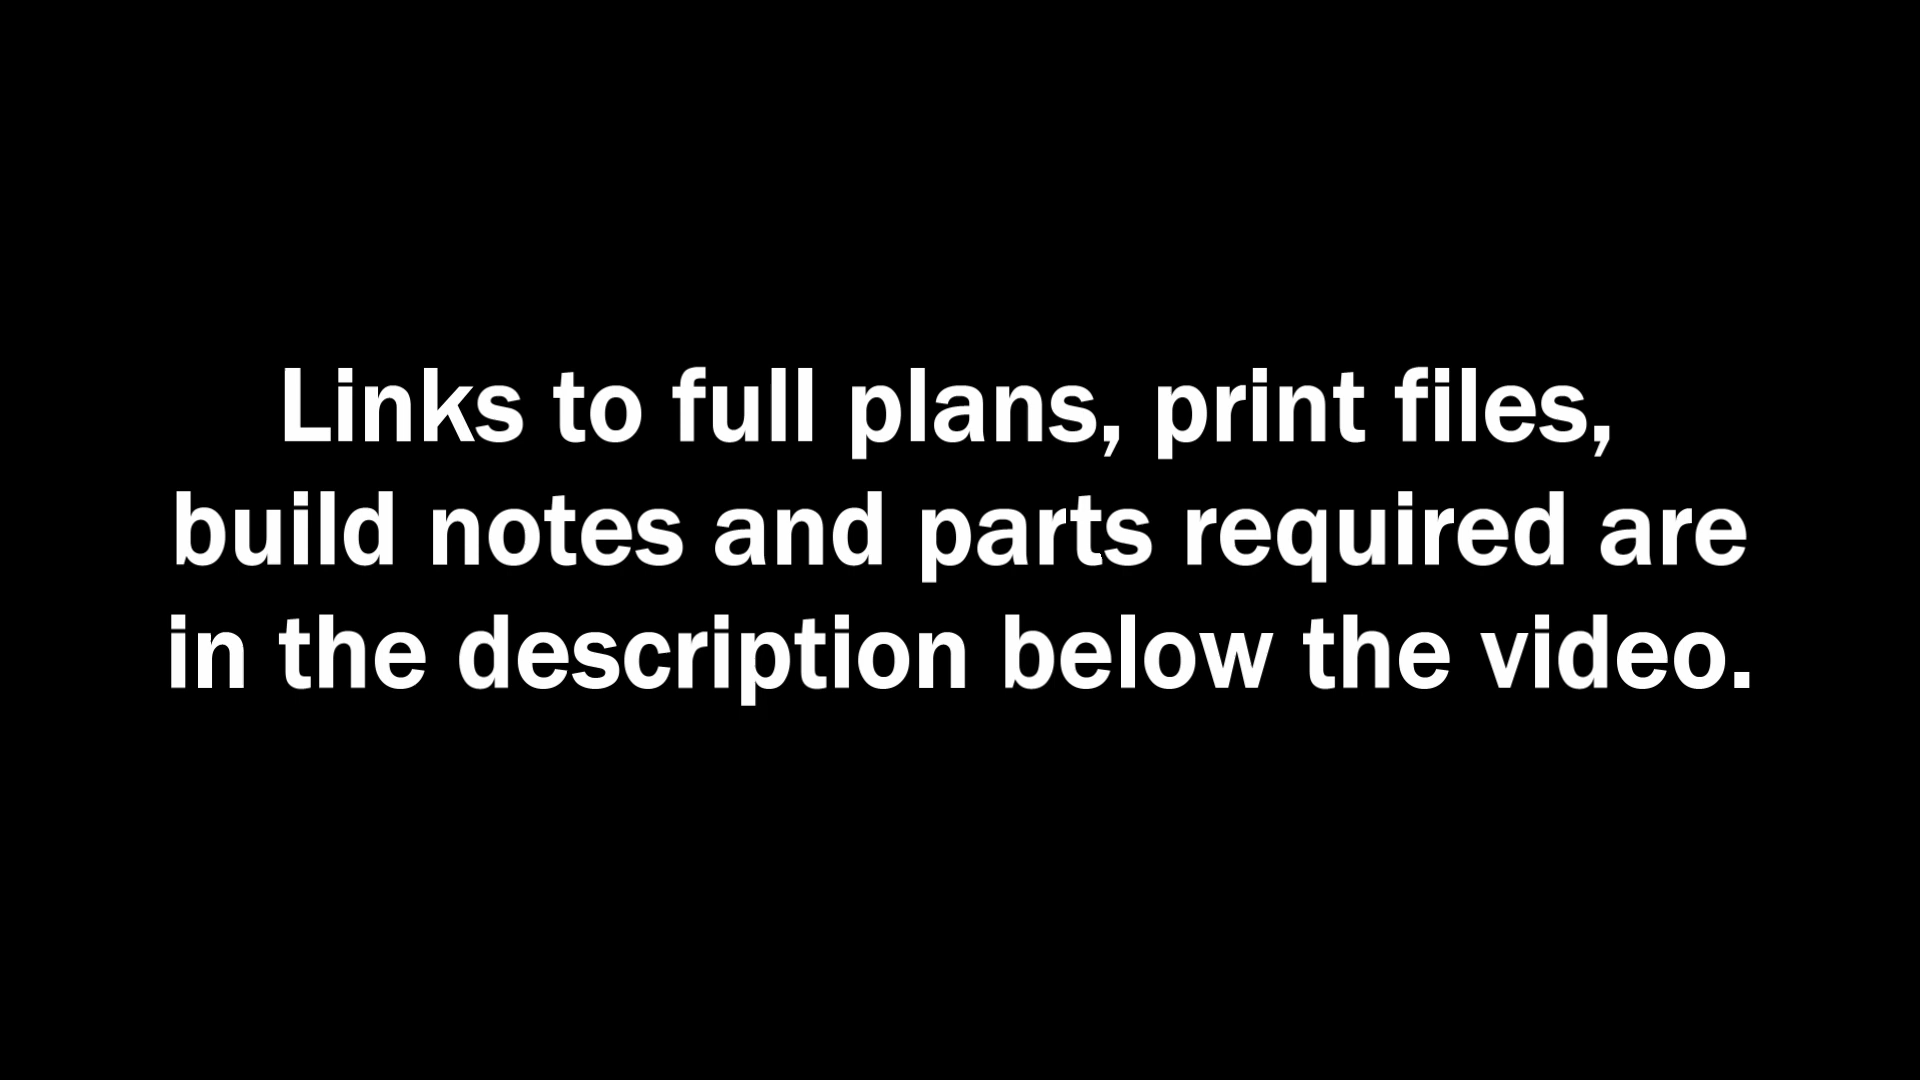 Links to full plans, print files,
build notes and parts required are
in the description below the video.